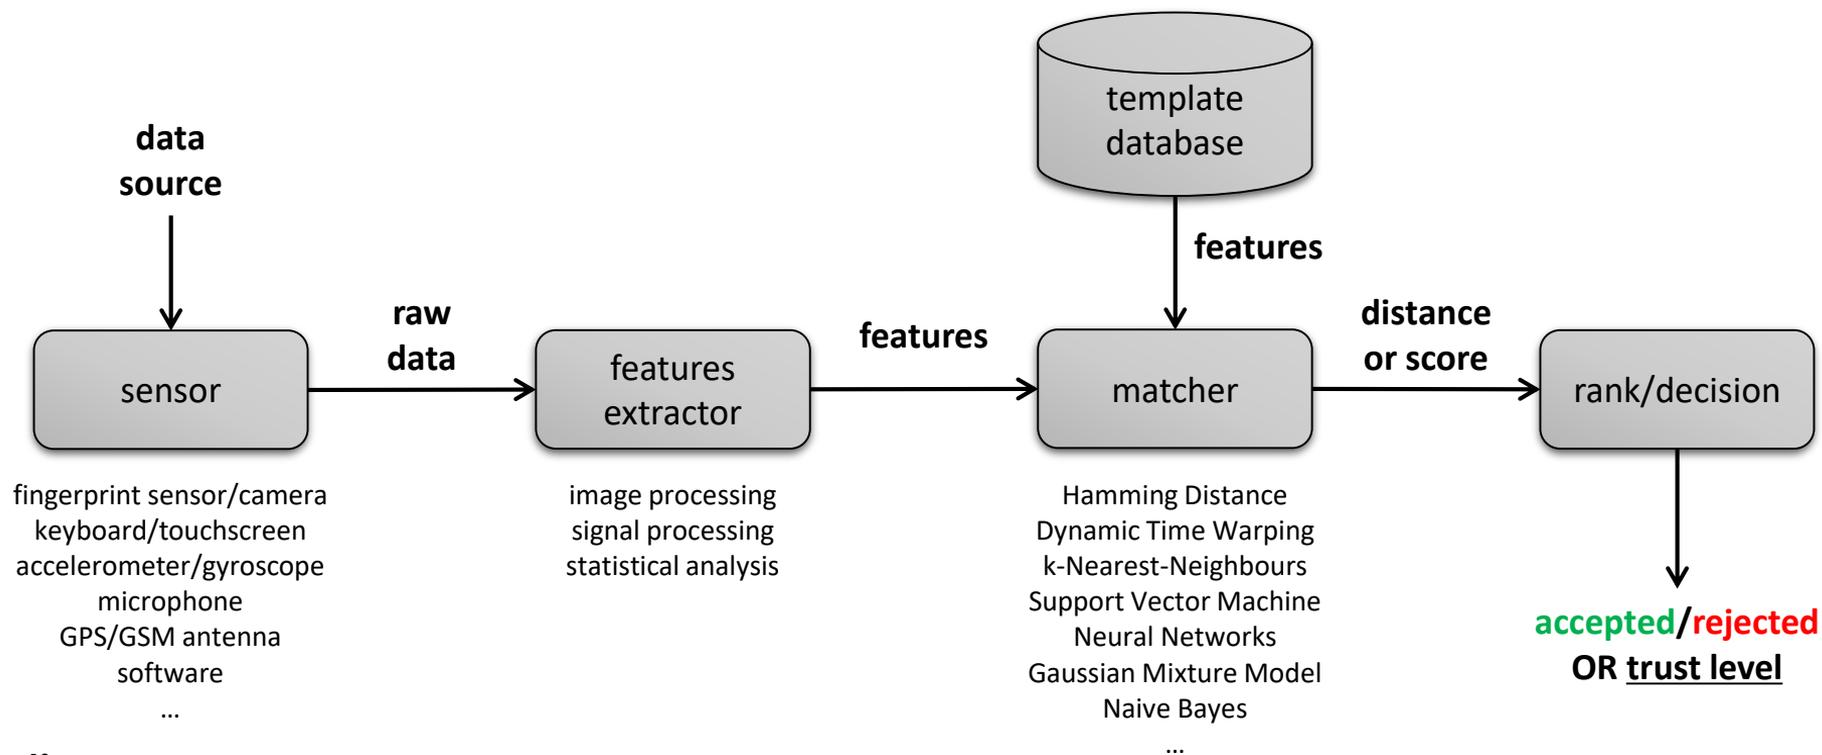 template
database
data
source
features
raw
data
features
distance
or score
sensor
features
extractor
matcher
rank/decision
fingerprint sensor/camera
keyboard/touchscreen
accelerometer/gyroscope
microphone
GPS/GSM antenna
software
...
image processing
signal processing
statistical analysis
Hamming Distance
Dynamic Time Warping
k-Nearest-Neighbours
Support Vector Machine
Neural Networks
Gaussian Mixture Model
Naive Bayes
...
accepted/rejected
OR trust level